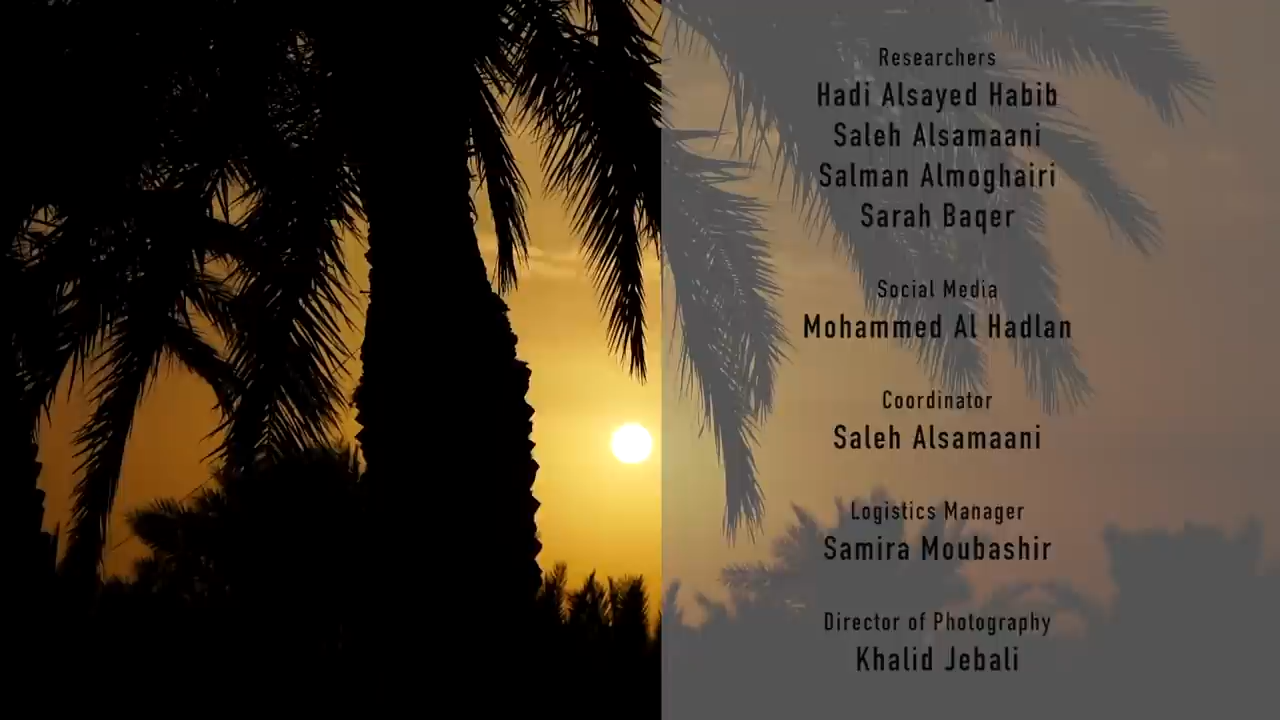 Researchers
Hadi Alsayed Habib
Saleh Alsamaani
Salman Almoghairi
Sarah Baqer
Social Media
Mohammed Al Hadlan
Coordinator
Saleh Alsamaani
Logistics Manager
Samira Moubashir
Director of Photography
Khalid Jebali